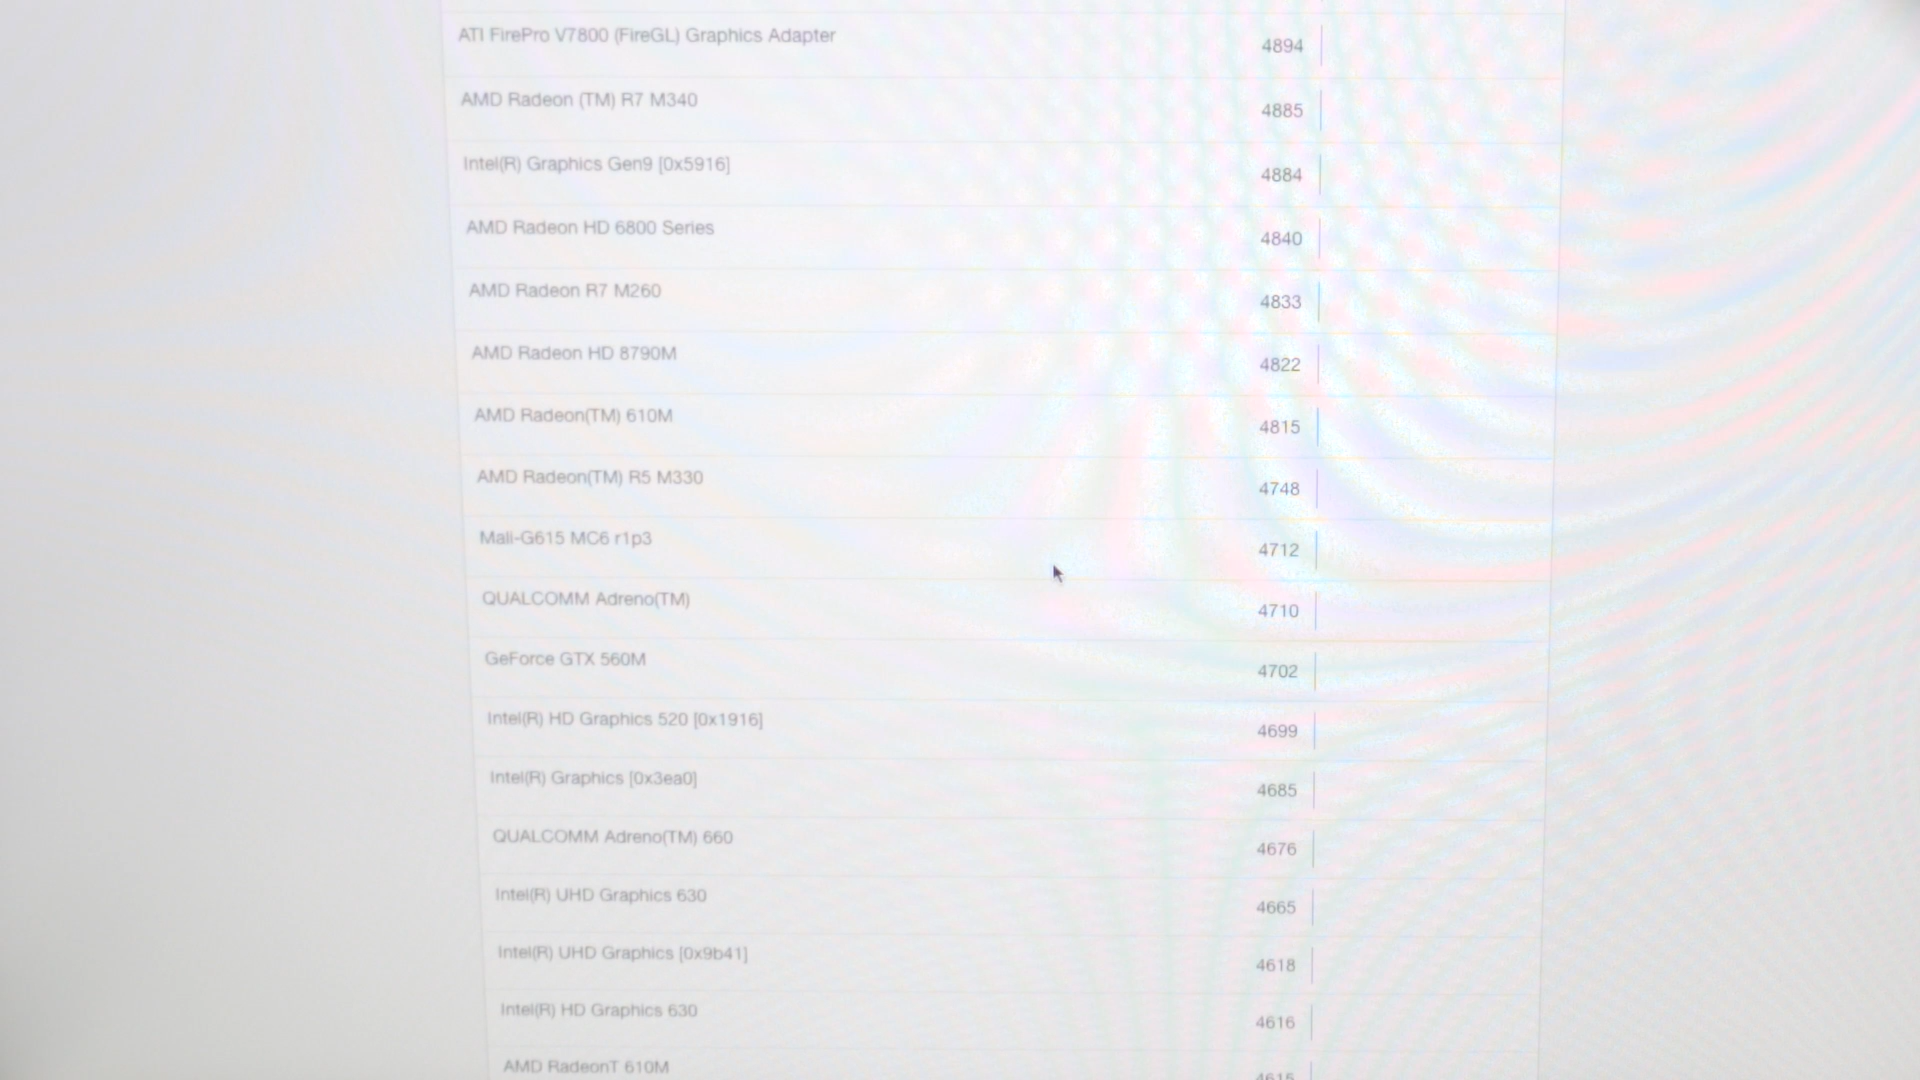 ATI FirePro V7800 (FireGL) Graphics Adapter 4894
AMD Radeon (TM) R7 M340 4885
Intel(R) Graphics Gen9 [0x5916] 4884
AMD Radeon HD 6800 Series 4840
AMD Radeon R7 M260 4833
AMD Radeon HD 8790M 4822
AMD Radeon(TM) 610M 4815
AMD Radeon(TM) R5 M330 4748
Mali-G615 MC6 r1p3 4712
QUALCOMM Adreno(TM) 4710
GeForce GTX 560M 4702
Intel(R) HD Graphics 520 [0x1916] 4699
Intel(R) Graphics [0x3ea0] 4685
QUALCOMM Adreno(TM) 660 4676
Intel(R) UHD Graphics 630 4665
Intel(R) UHD Graphics [0x9b41] 4618
Intel(R) HD Graphics 630 4616
AMD RadeonT 610M 4615